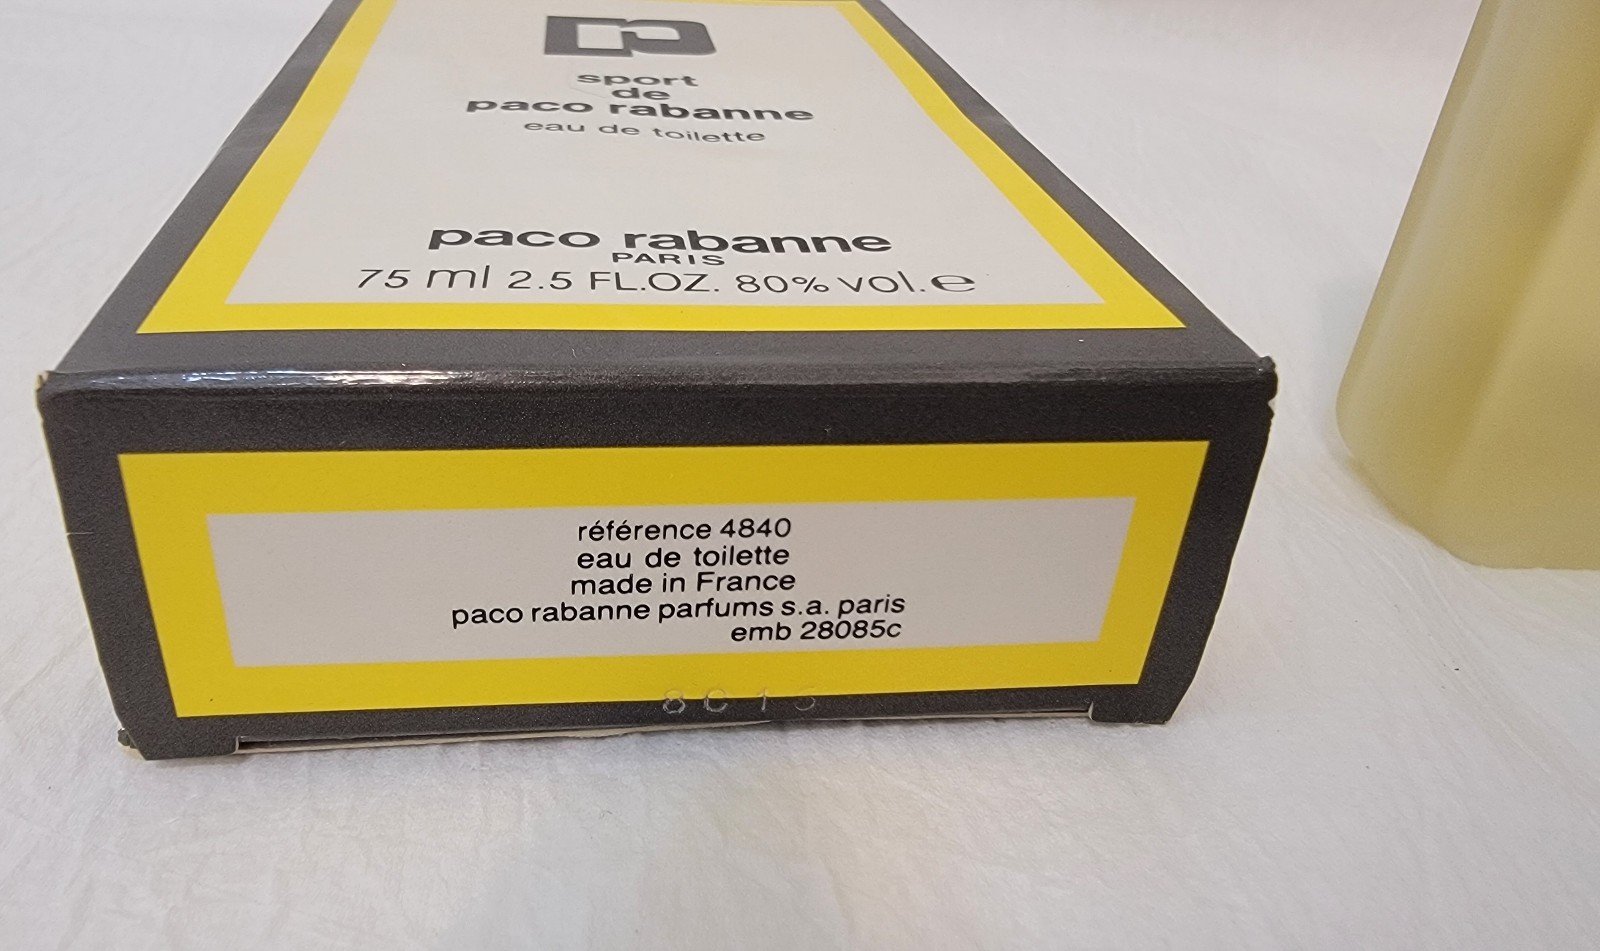 sport
de
paco rabanne
eau de toilette
paco rabanne
PARIS
75 ml 2.5 FL.OZ. 80% vol. ℮
référence 4840
eau de toilette
made in France
paco rabanne parfums s.a. paris
emb 28085c